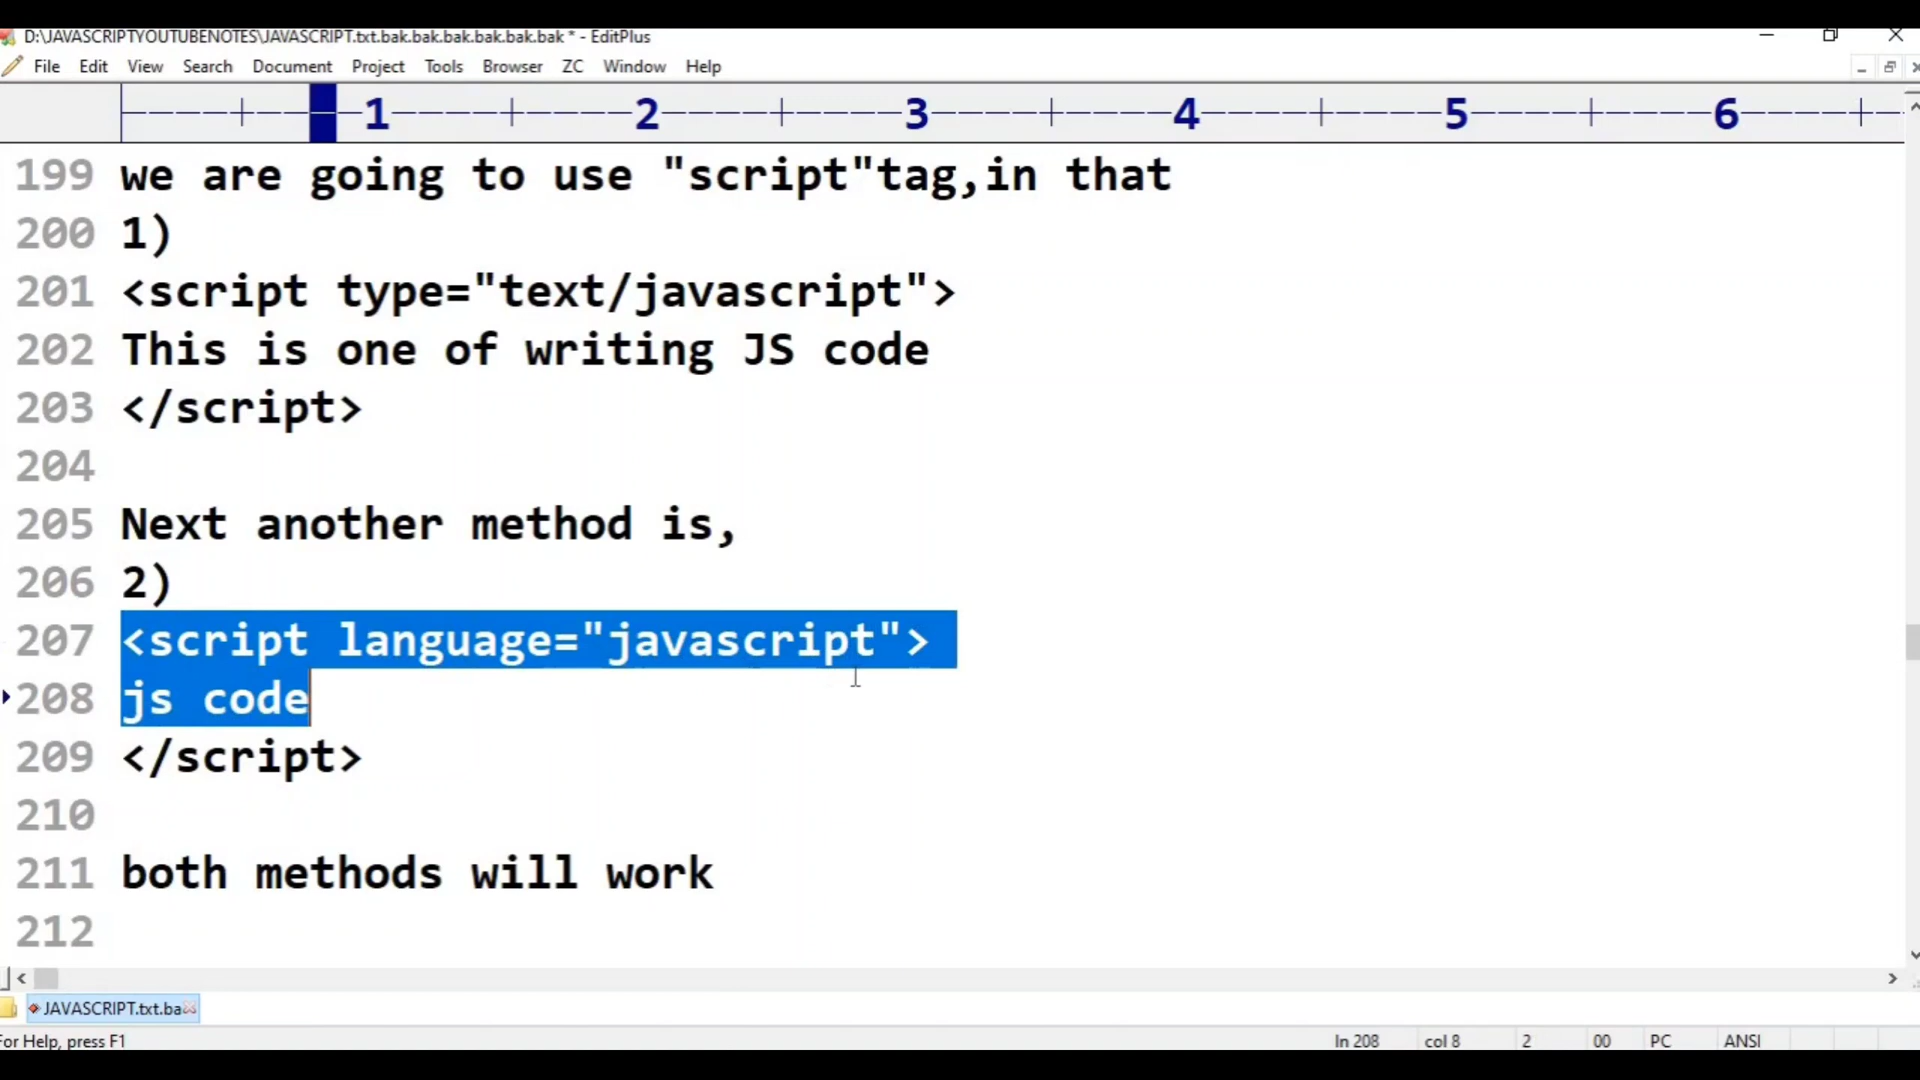 D:\JAVASCRIPTYOUTUBENOTES\JAVASCRIPT.txt.bak.bak.bak.bak.bak.bak * - EditPlus
File Edit View Search Document Project Tools Browser ZC Window Help
1 2 3 4 5 6
199 we are going to use "script"tag,in that
200 1)
201 <script type="text/javascript">
202 This is one of writing JS code
203 </script>
204
205 Next another method is,
206 2)
207 <script language="javascript">
208 js code
209 </script>
210
211 both methods will work
212
JAVASCRIPT.txt.ba
For Help, press F1 ln 208 col 8 2 00 PC ANSI